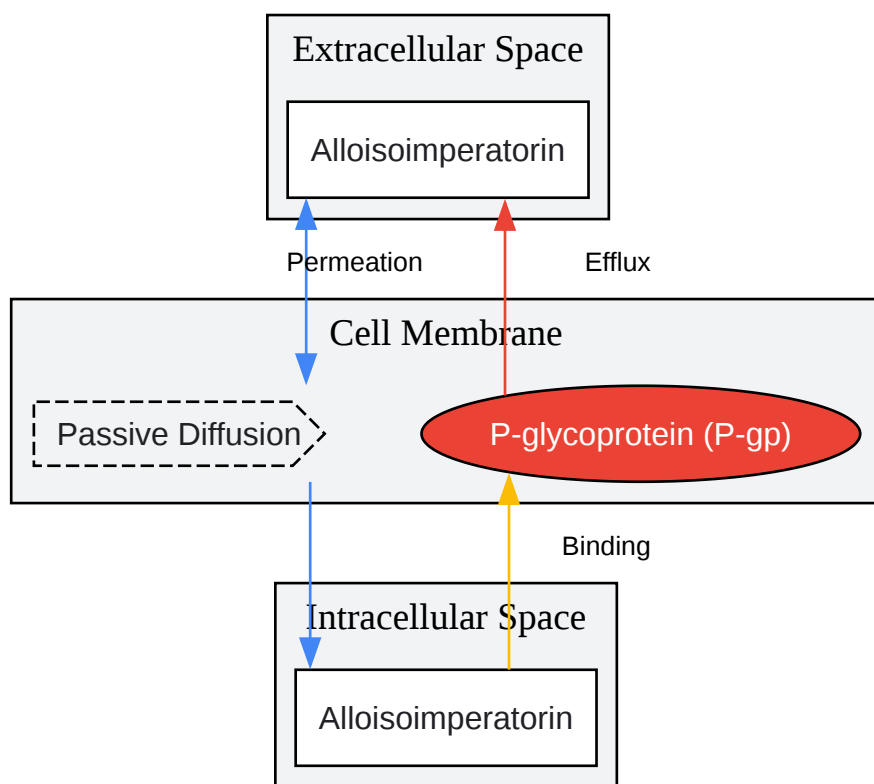 Extracellular Space
Alloisoimperatorin
Permeation
Efflux
Cell Membrane
Passive Diffusion
P-glycoprotein (P-gp)
Binding
Intracellular Space
Alloisoimperatorin